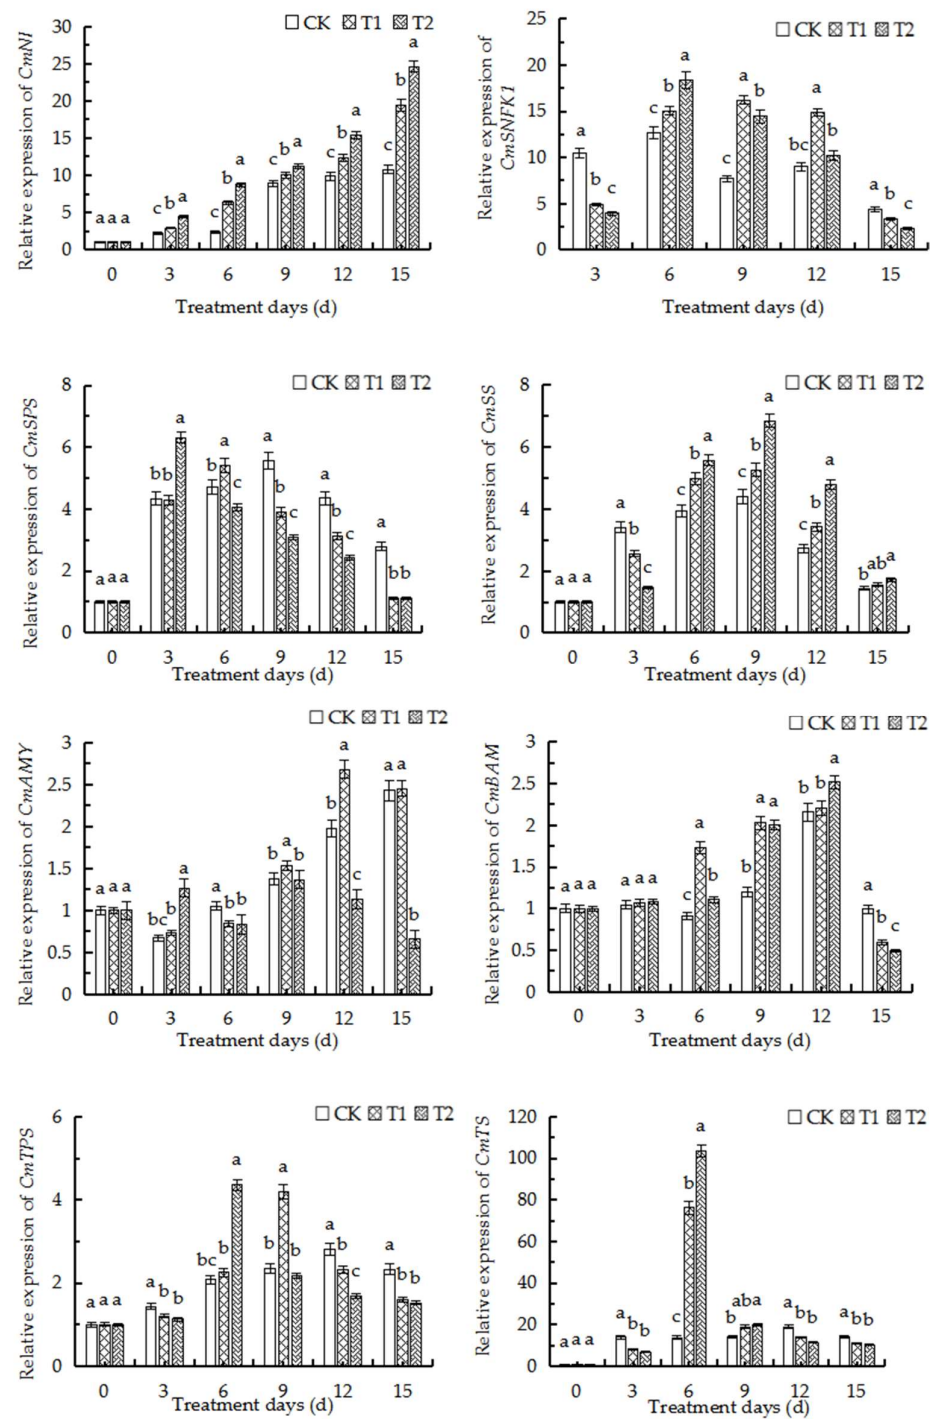 CK T1 T2
Relative expression of CmNI
30
25
20
15
10
5
0
a a a
c b a
c b a
c b a
c b a
c b a
0 3 6 9 12 15
Treatment days (d)
CK T1 T2
Relative expression of
CmSNFK1
25
20
15
10
5
0
a b c
c b a
c a b
bc a b
a b c
3 6 9 12 15
Treatment days (d)
CK T1 T2
Relative expression of CmSPS
8
6
4
2
0
a a a
b b a
b a c
a b c
a b c
a b b
0 3 6 9 12 15
Treatment days (d)
CK T1 T2
Relative expression of CmSS
8
6
4
2
0
a a a
a b c
c b a
c b a
c b a
b ab a
0 3 6 9 12 15
Treatment days (d)
CK T1 T2
Relative expression of CmAMY
3
2.5
2
1.5
1
0.5
0
a a a
bc b a
a b b
b a b
b a c
a a b
0 3 6 9 12 15
Treatment days (d)
CK T1 T2
Relative expression of CmBAM
3
2.5
2
1.5
1
0.5
0
a a a
a a a
c a b
b a a
b b a
a b c
0 3 6 9 12 15
Treatment days (d)
CK T1 T2
Relative expression of CmTPS
6
4
2
0
a a a
a b b
bc b a
b a b
a b c
a b b
0 3 6 9 12 15
Treatment days (d)
CK T1 T2
Relative expression of CmTS
120
100
80
60
40
20
0
a a a
a b b
c b a
b ab a
a b b
a b b
0 3 6 9 12 15
Treatment days (d)